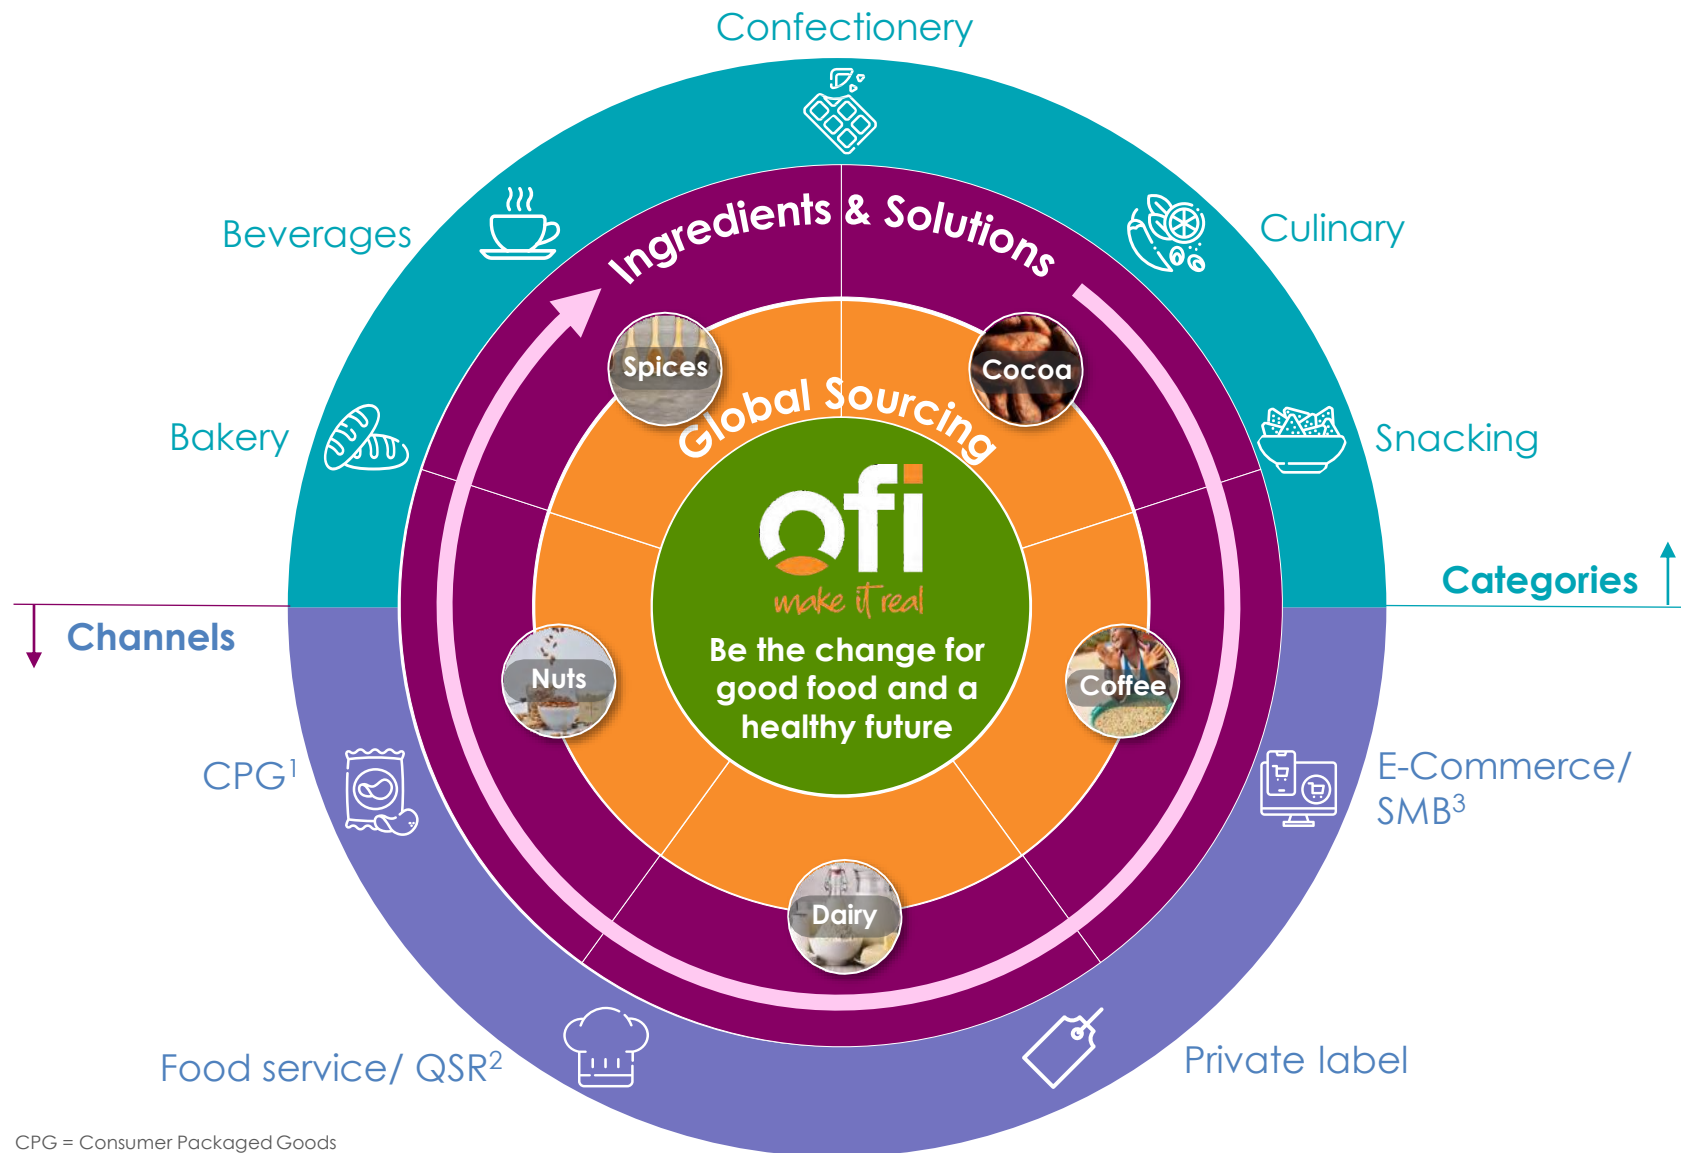 Confectionery
Beverages
Culinary
Ingredients & Solutions
Spices
Cocoa
Global Sourcing
Bakery
Snacking
ofi
make it real
Categories
Channels
Be the change for
good food and a
healthy future
Nuts
Coffee
CPG¹
E-Commerce/
SMB³
Dairy
Food service/ QSR²
Private label
CPG = Consumer Packaged Goods